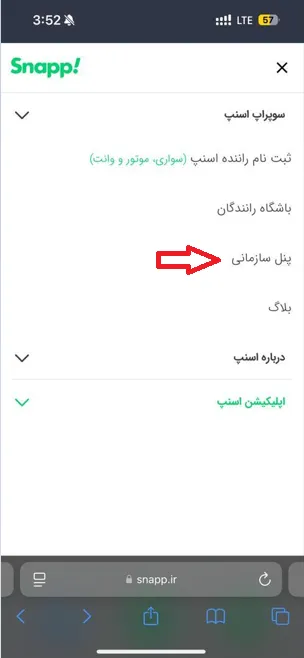 3:52 LTE 57
Snapp!
سوپراپ اسنپ
ثبت نام راننده اسنپ (سواری، موتور و وانت)
باشگاه رانندگان
پنل سازمانی
بلاگ
درباره اسنپ
اپلیکیشن اسنپ
snapp.ir